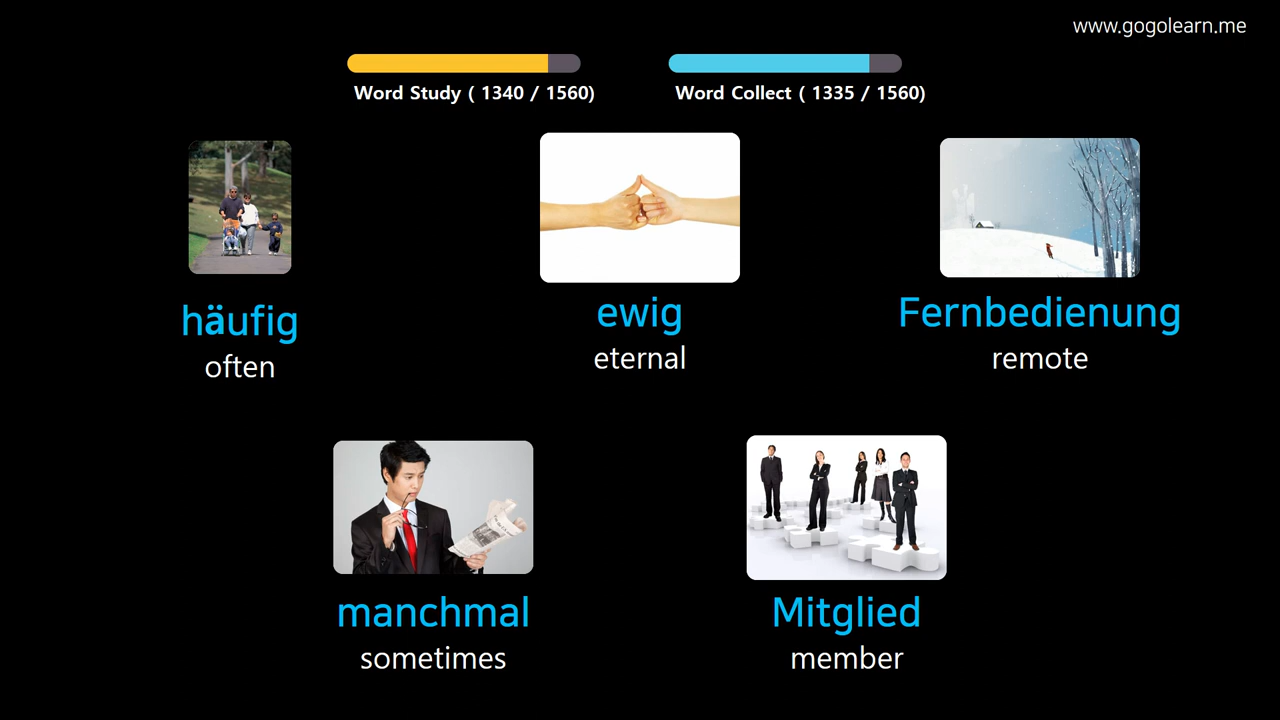 www.gogolearn.me
Word Study ( 1340 / 1560)
Word Collect ( 1335 / 1560)
häufig
often
ewig
eternal
Fernbedienung
remote
manchmal
sometimes
Mitglied
member